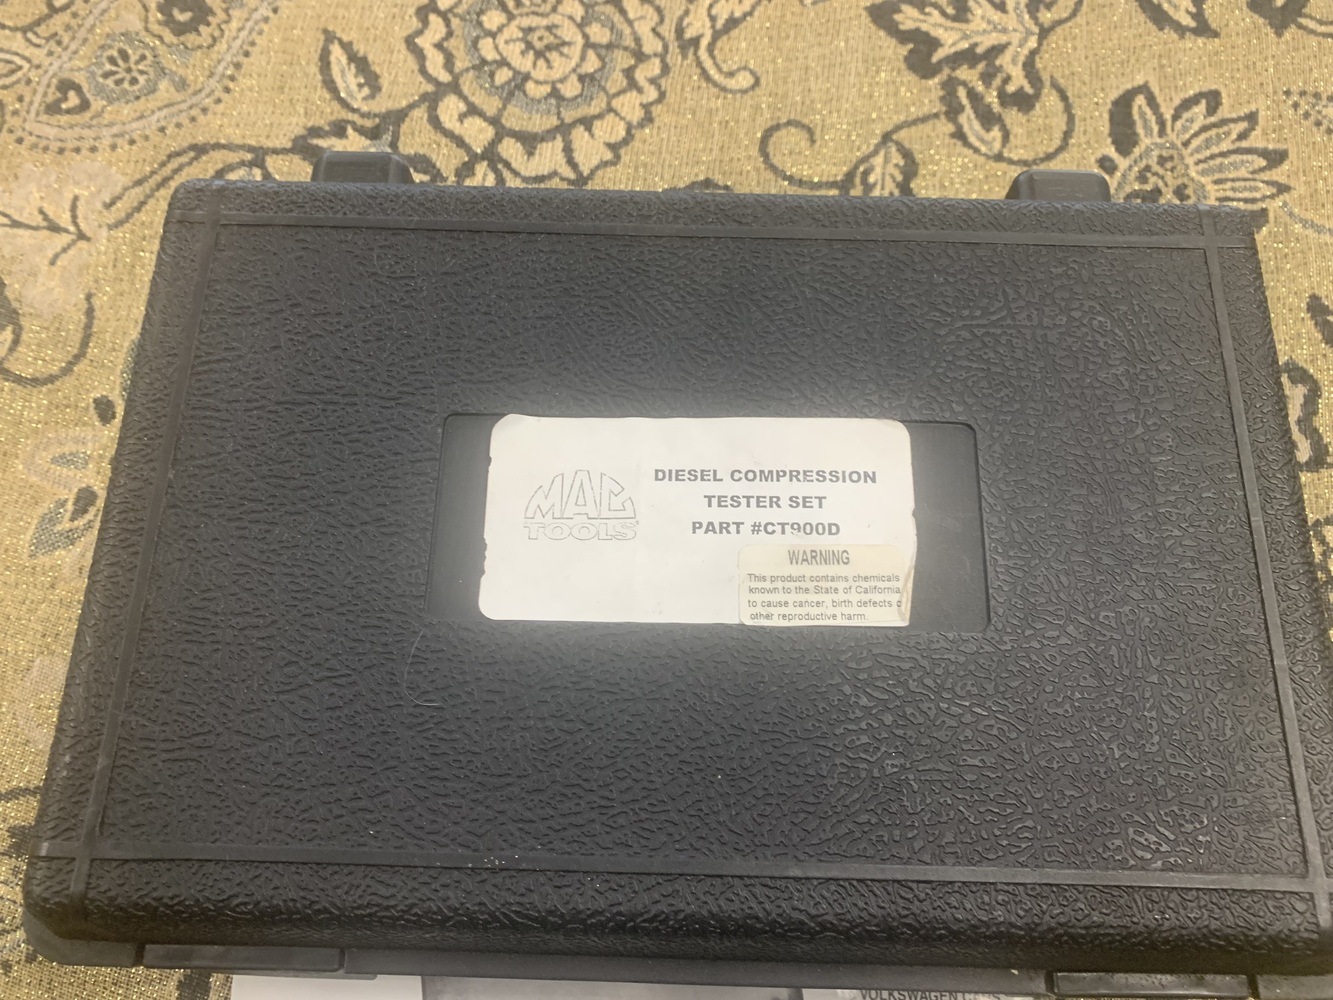 MAC
TOOLS
DIESEL COMPRESSION
TESTER SET
PART #CT900D
WARNING
This product contains chemicals
known to the State of California
to cause cancer, birth defects o
other reproductive harm.
VOLKSWAGEN